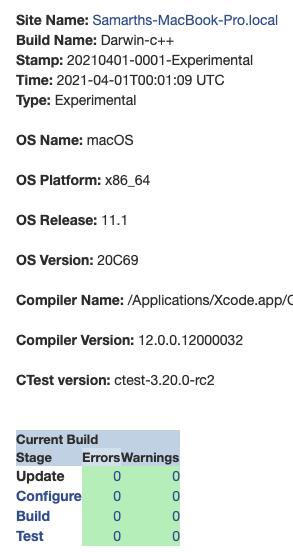 Site Name: Samarths-MacBook-Pro.local
Build Name: Darwin-c++
Stamp: 20210401-0001-Experimental
Time: 2021-04-01T00:01:09 UTC
Type: Experimental
OS Name: macOS
OS Platform: x86_64
OS Release: 11.1
OS Version: 20C69
Compiler Name: /Applications/Xcode.app/C
Compiler Version: 12.0.0.12000032
CTest version: ctest-3.20.0-rc2
Current Build
Stage Errors Warnings
Update 0 0
Configure 0 0
Build 0 0
Test 0 0